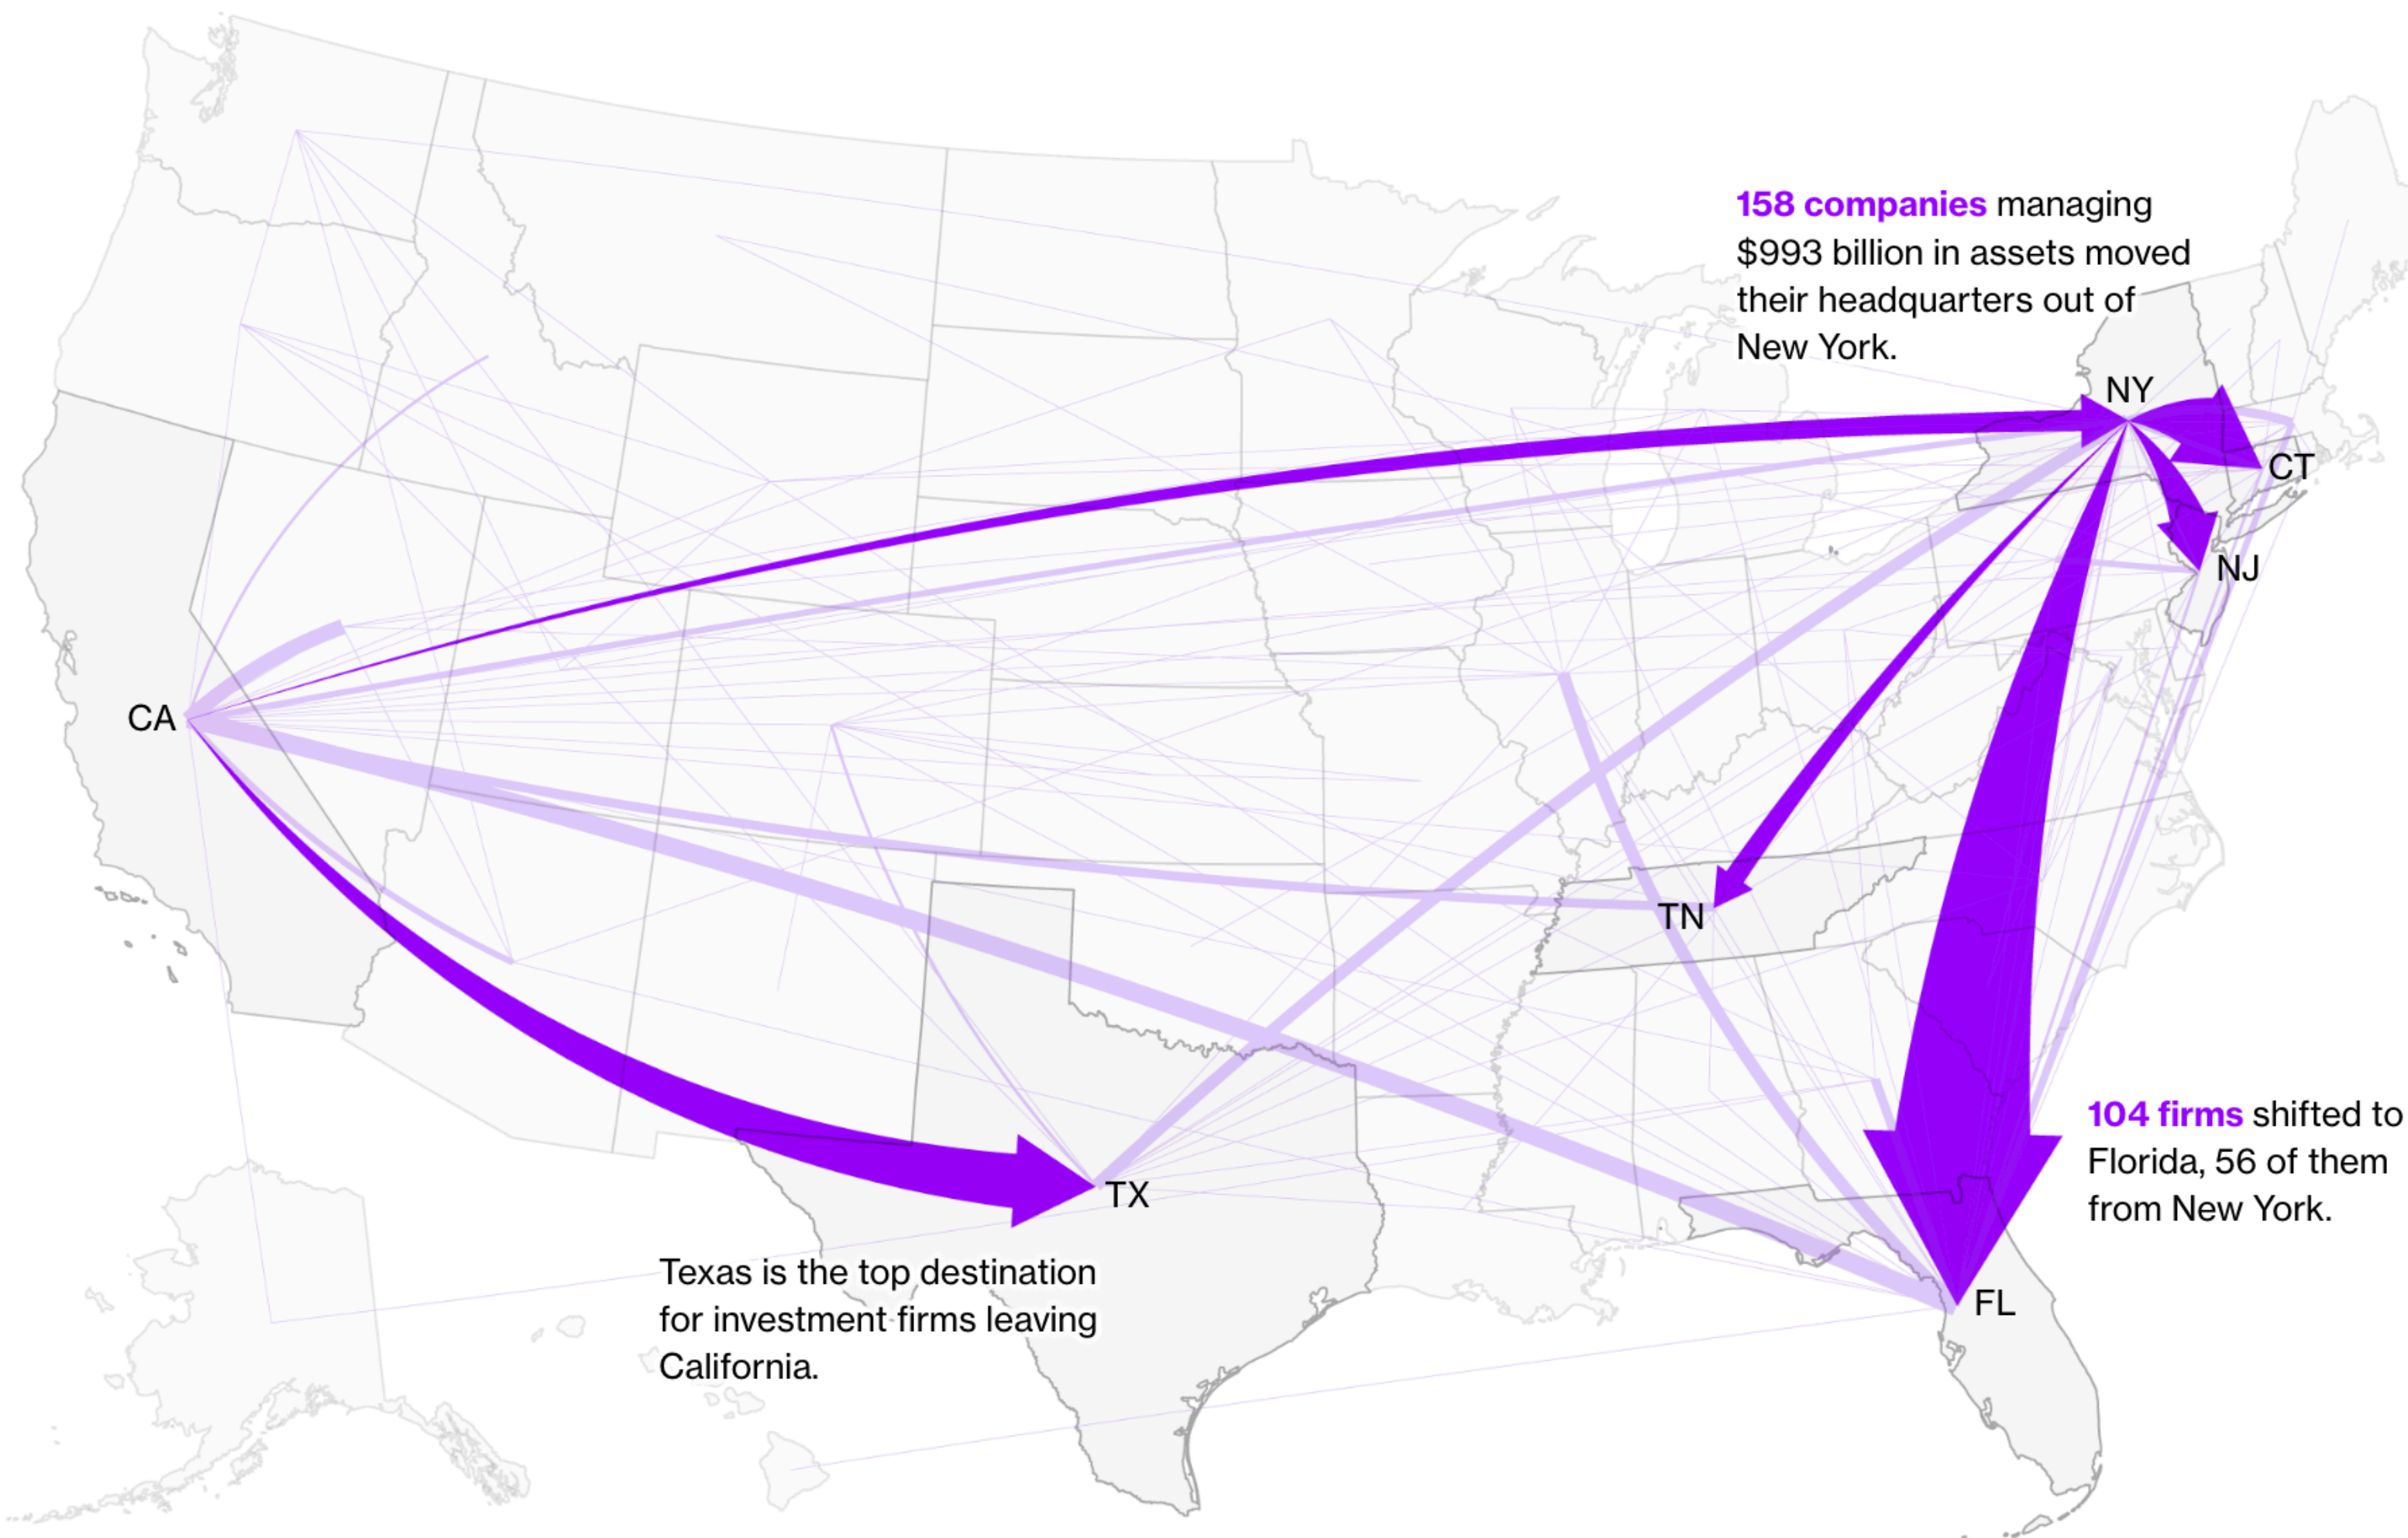 158 companies managing
$993 billion in assets moved
their headquarters out of
New York.
NY
CT
NJ
CA
TN
104 firms shifted to
Florida, 56 of them
from New York.
TX
Texas is the top destination
for investment firms leaving
California.
FL